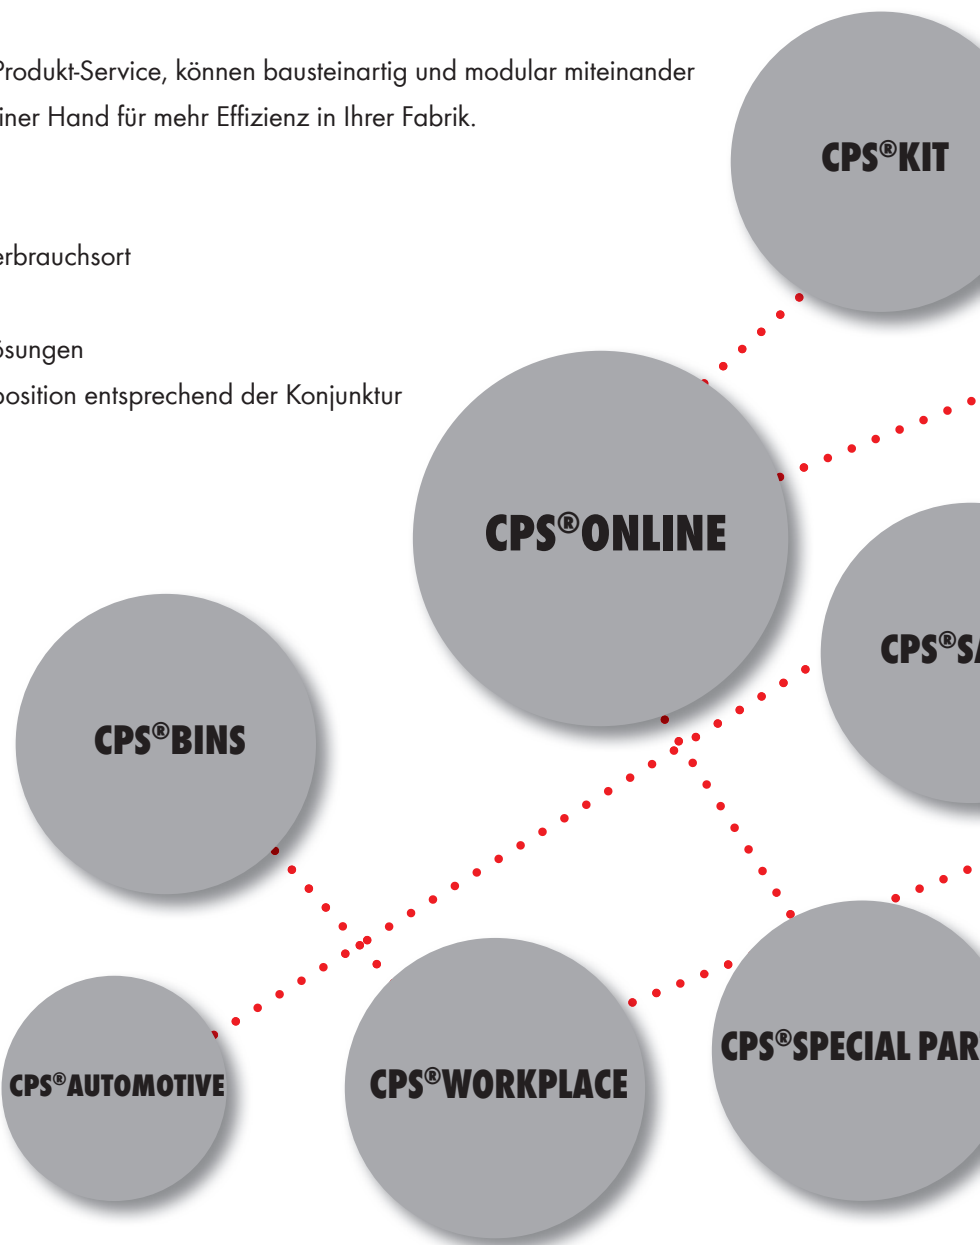 Produkt-Service, können bausteinartig und modular miteinander
iner Hand für mehr Effizienz in Ihrer Fabrik.
erbrauchsort
ösungen
position entsprechend der Konjunktur
CPS®KIT
CPS®ONLINE
CPS®SA
CPS®BINS
CPS®SPECIAL PAR
CPS®AUTOMOTIVE
CPS®WORKPLACE